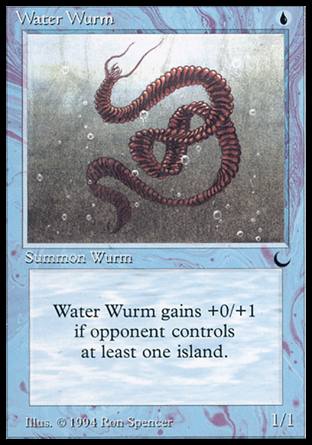 Water Wurm
Summon Wurm
Water Wurm gains +0/+1
if opponent controls
at least one island.
Illus. © 1994 Ron Spencer 1/1